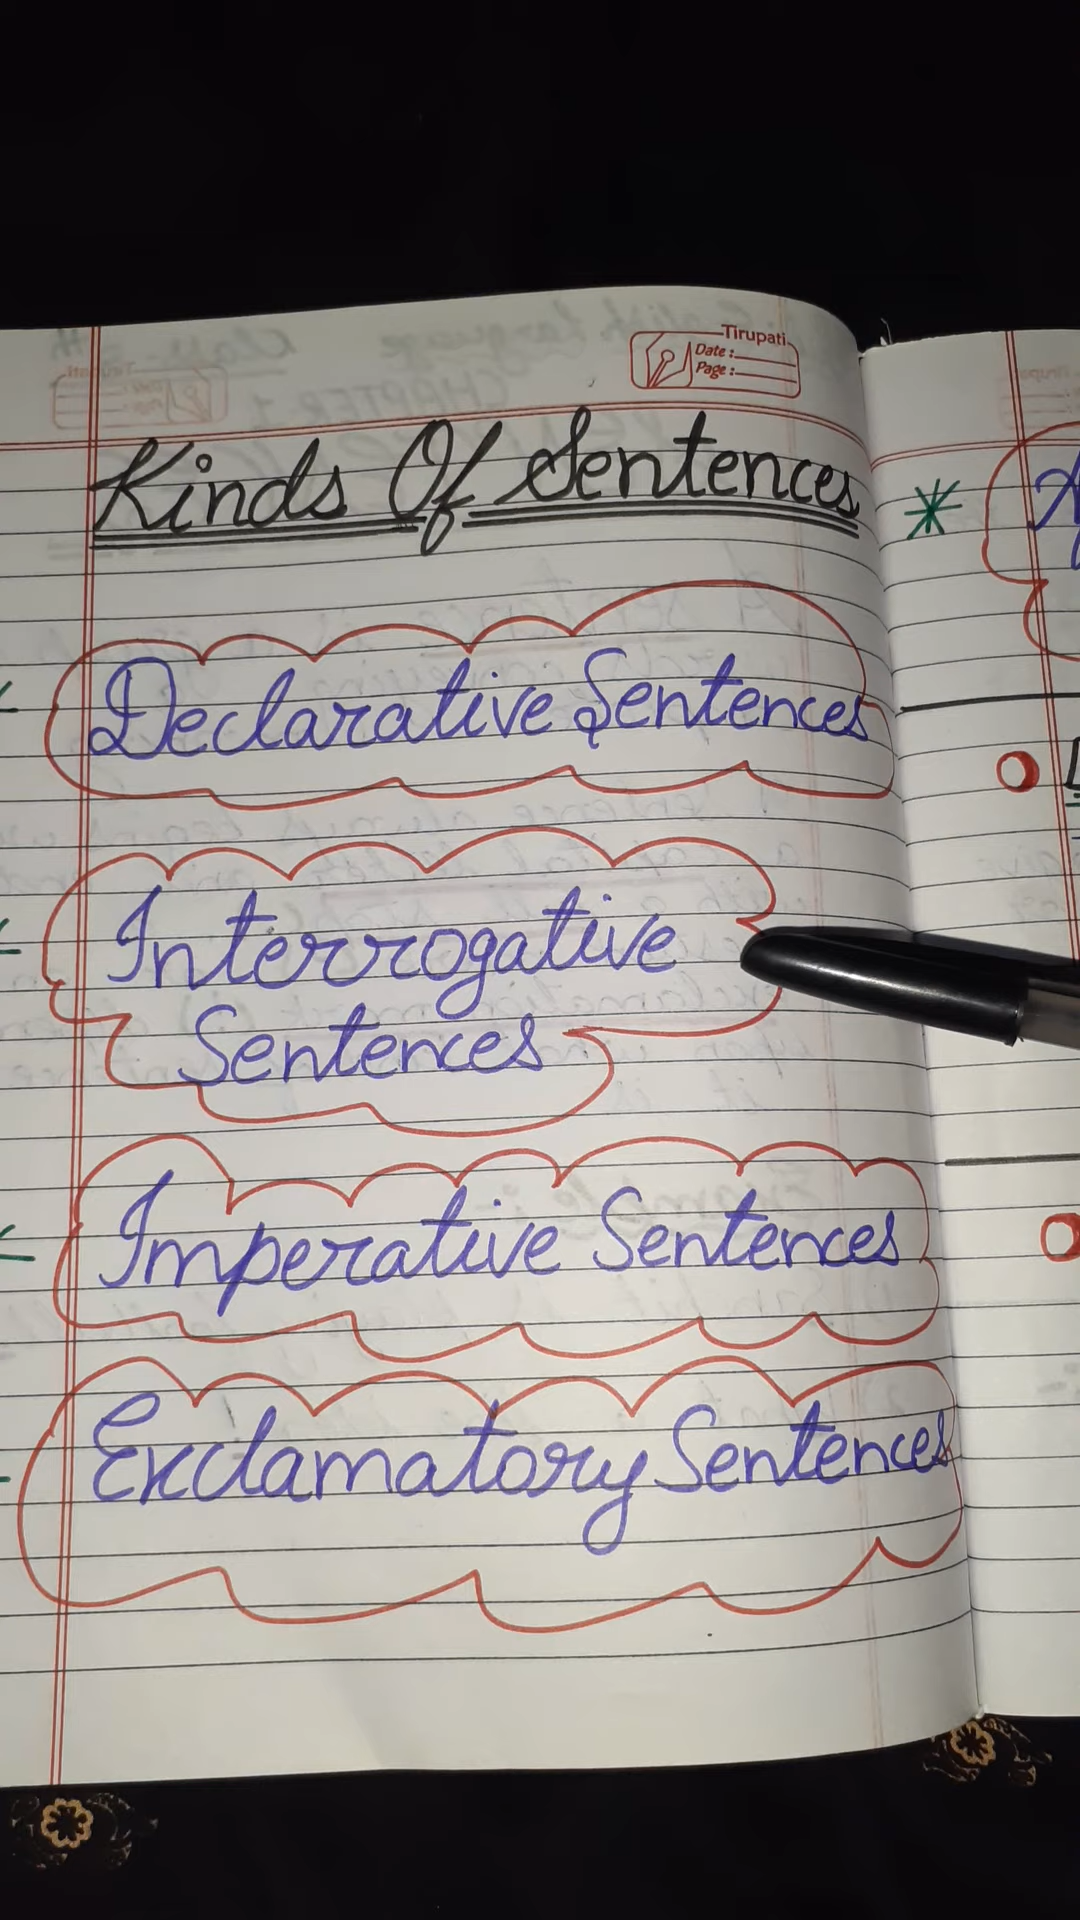 Tirupati
Date :
Page :
Kinds Of Sentences
Declarative Sentences
Interrogative
Sentences
Imperative Sentences
Exclamatory Sentences